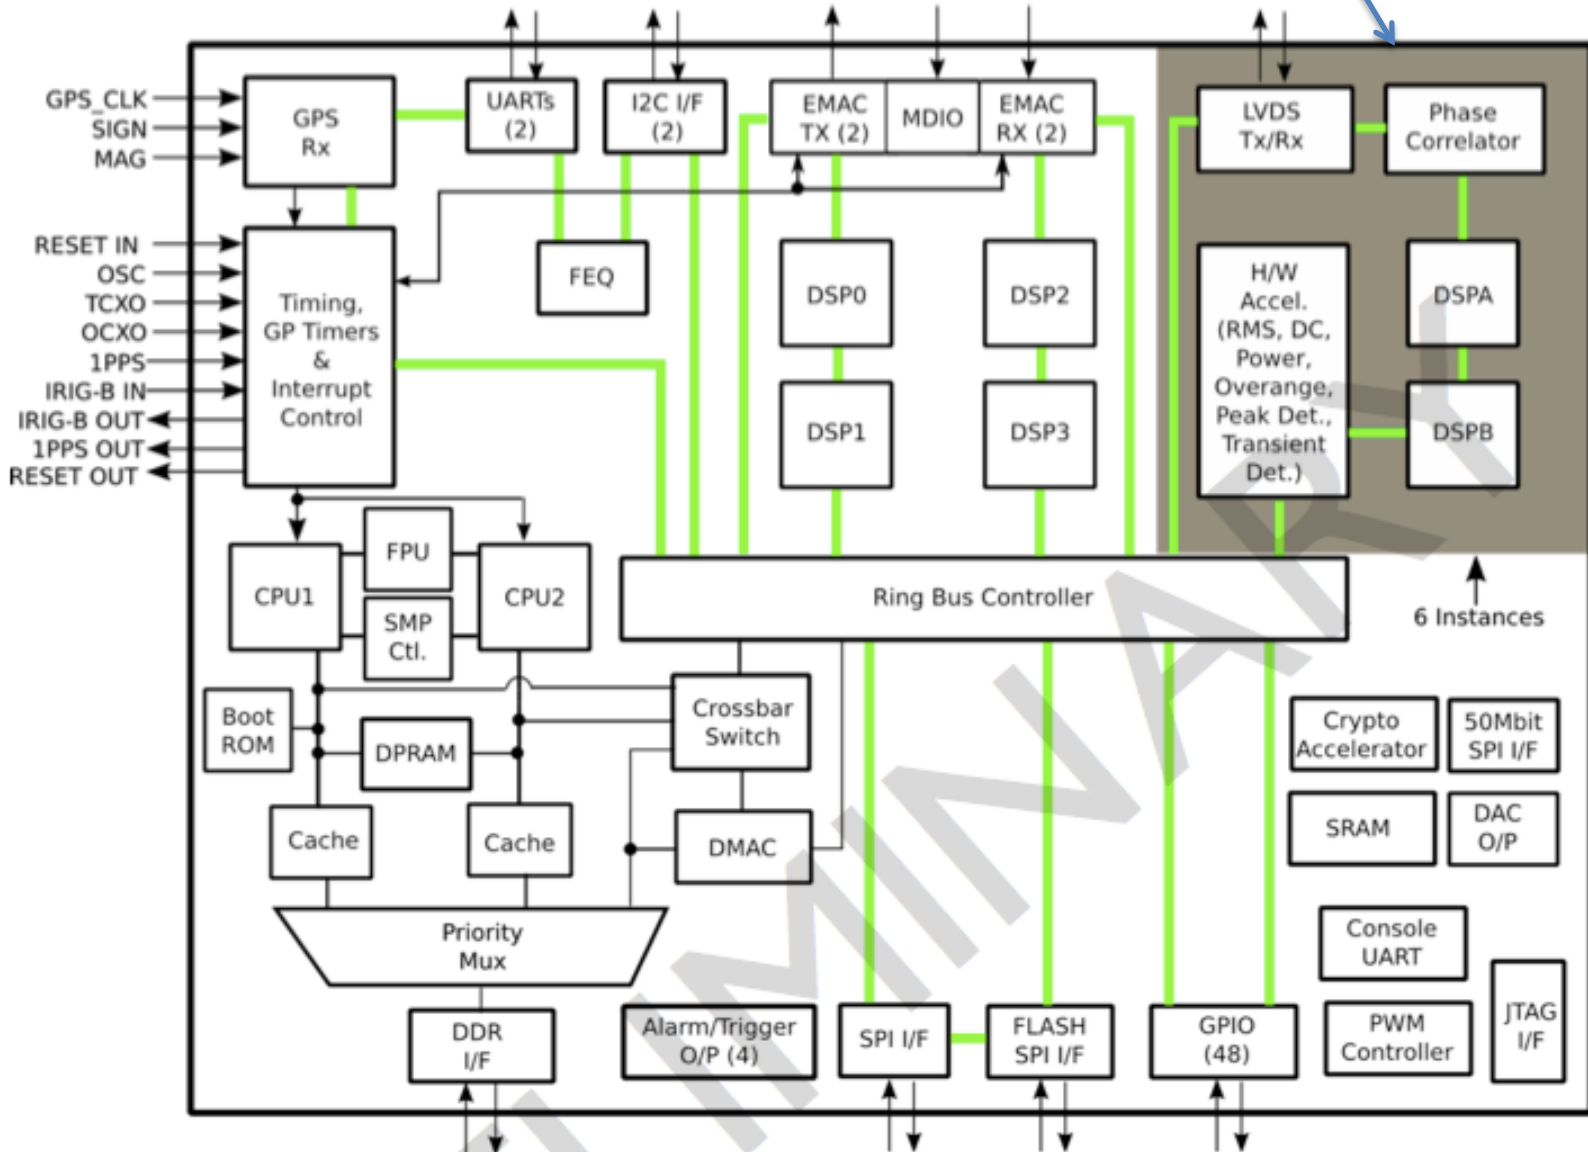 GPS_CLK
SIGN
MAG
GPS
Rx
UARTs
(2)
I2C I/F
(2)
EMAC
TX (2)
MDIO
EMAC
RX (2)
LVDS
Tx/Rx
Phase
Correlator
RESET IN
OSC
TCXO
OCXO
1PPS
IRIG-B IN
IRIG-B OUT
1PPS OUT
RESET OUT
Timing,
GP Timers
&
Interrupt
Control
FEQ
DSP0
DSP2
DSP1
DSP3
H/W
Accel.
(RMS, DC,
Power,
Overange,
Peak Det.,
Transient
Det.)
DSPA
DSPB
CPU1
FPU
SMP
Ctl.
CPU2
Ring Bus Controller
6 Instances
Boot
ROM
DPRAM
Crossbar
Switch
Cache
Cache
DMAC
Crypto
Accelerator
50Mbit
SPI I/F
SRAM
DAC
O/P
Priority
Mux
Console
UART
DDR
I/F
Alarm/Trigger
O/P (4)
SPI I/F
FLASH
SPI I/F
GPIO
(48)
PWM
Controller
JTAG
I/F
LIMINARY